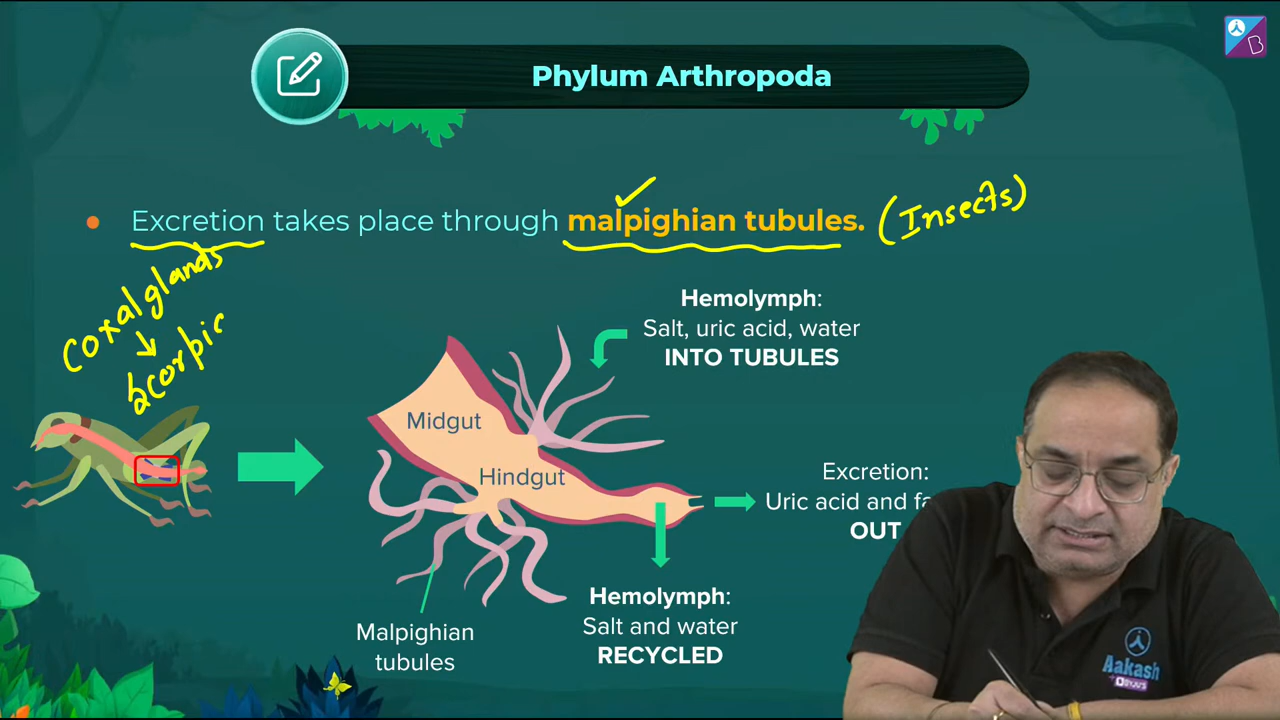 B
Phylum Arthropoda
Excretion takes place through malpighian tubules. (Insects)
Coxal glands
↓
Scorpio
Hemolymph:
Salt, uric acid, water
INTO TUBULES
Midgut
Hindgut
Excretion:
Uric acid and fa
OUT
Hemolymph:
Salt and water
RECYCLED
Malpighian
tubules
Aakash
+BYJU'S